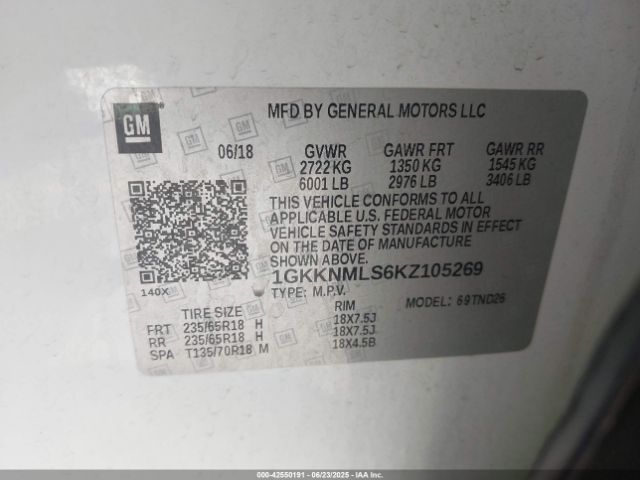 GM
MFD BY GENERAL MOTORS LLC
06/18 GVWR GAWR FRT GAWR RR
2722 KG 1350 KG 1545 KG
6001 LB 2976 LB 3406 LB
THIS VEHICLE CONFORMS TO ALL
APPLICABLE U.S. FEDERAL MOTOR
VEHICLE SAFETY STANDARDS IN EFFECT
ON THE DATE OF MANUFACTURE
SHOWN ABOVE.
1GKKNMLS6KZ105269
140X
TYPE: M.P.V. MODEL: 69TND26
TIRE SIZE RIM
FRT 235/65R18 H 18X7.5J
RR 235/65R18 H 18X7.5J
SPA T135/70R18 M 18X4.5B
000-42550191 - 06/23/2025 - IAAI.COM